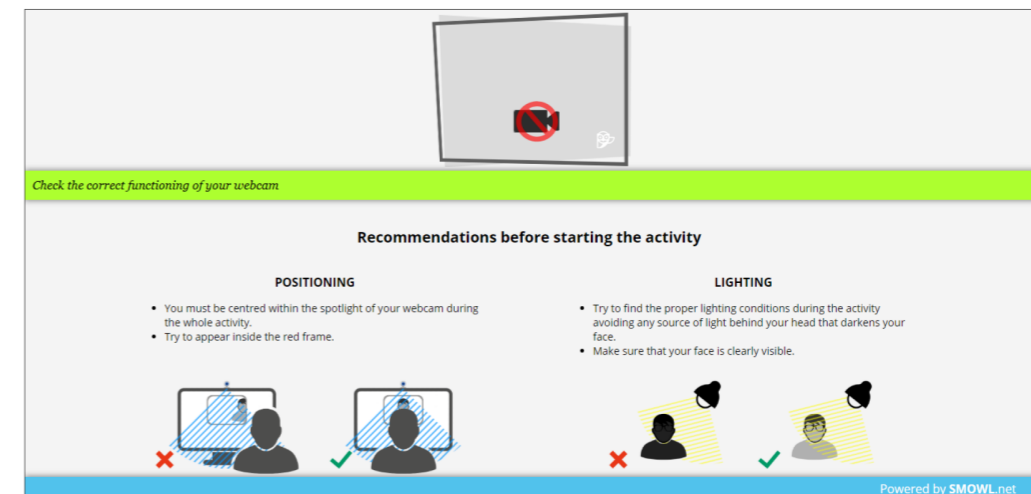 Check the correct functioning of your webcam
Recommendations before starting the activity
POSITIONING
• You must be centred within the spotlight of your webcam during
the whole activity.
• Try to appear inside the red frame.
LIGHTING
• Try to find the proper lighting conditions during the activity
avoiding any source of light behind your head that darkens your
face.
• Make sure that your face is clearly visible.
Powered by SMOWL.net